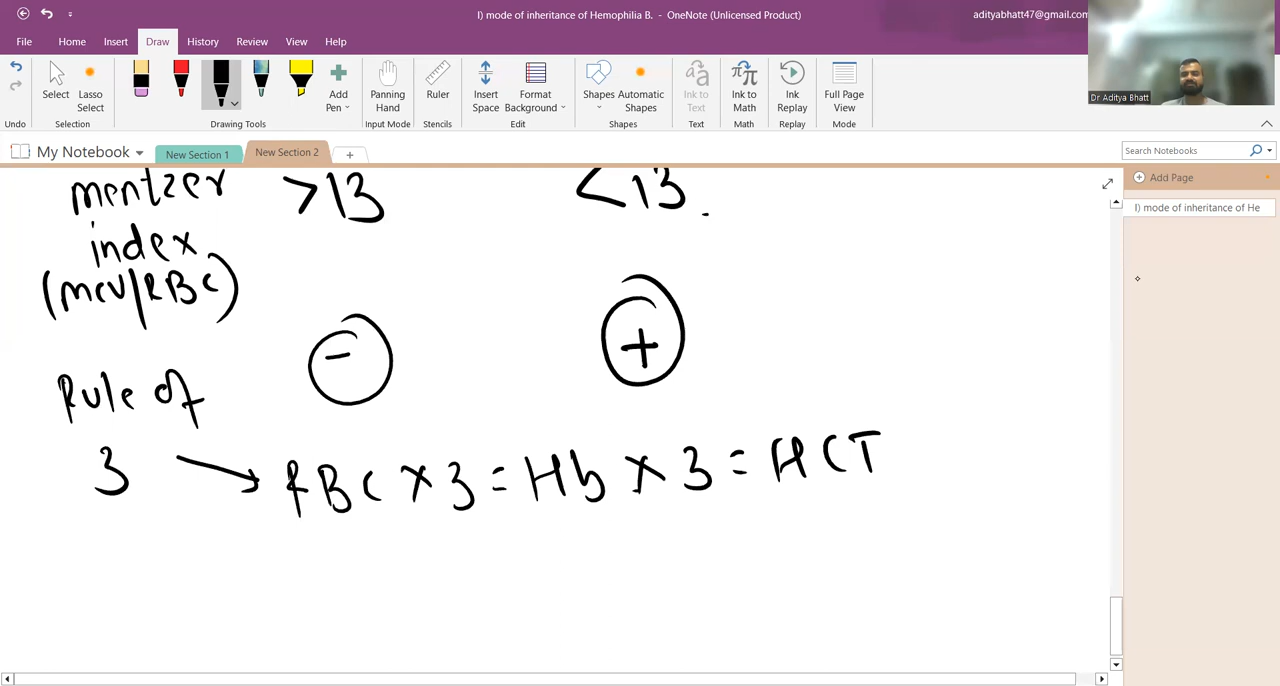 I) mode of inheritance of Hemophilia B. - OneNote (Unlicensed Product)
adityabhatt47@gmail.com
File Home Insert Draw History Review View Help
Undo
Select
Lasso Select
Selection
Add Pen
Drawing Tools
Panning Hand
Input Mode
Ruler
Stencils
Insert Space
Format Background
Edit
Shapes
Automatic Shapes
Shapes
Ink to Text
Text
Ink to Math
Math
Ink Replay
Replay
Full Page View
Mode
Dr Aditya Bhatt
My Notebook New Section 1 New Section 2 +
Search Notebooks
Add Page
I) mode of inheritance of He
mentzer >13 <13.
index
(mcv/RBC)
- +
Rule of
3 → RBC x 3 = Hb x 3 = HCT